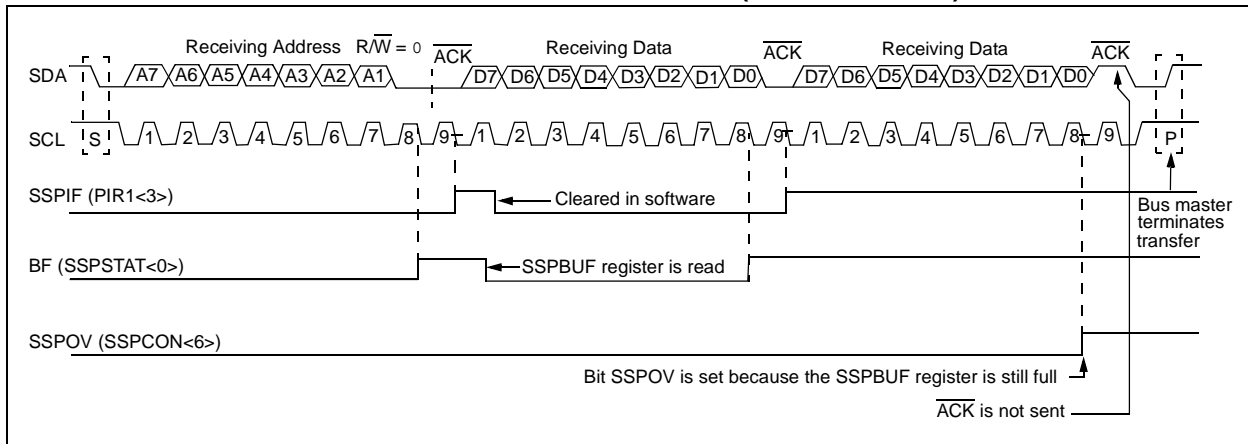 Receiving Address R/W̅ = 0 A̅C̅K̅ Receiving Data A̅C̅K̅ Receiving Data A̅C̅K̅
SDA A7 A6 A5 A4 A3 A2 A1 D7 D6 D5 D4 D3 D2 D1 D0 D7 D6 D5 D4 D3 D2 D1 D0
SCL S 1 2 3 4 5 6 7 8 9 1 2 3 4 5 6 7 8 9 1 2 3 4 5 6 7 8 9 P
SSPIF (PIR1<3>) Cleared in software
Bus master
terminates
transfer
BF (SSPSTAT<0>) SSPBUF register is read
SSPOV (SSPCON<6>)
Bit SSPOV is set because the SSPBUF register is still full
A̅C̅K̅ is not sent